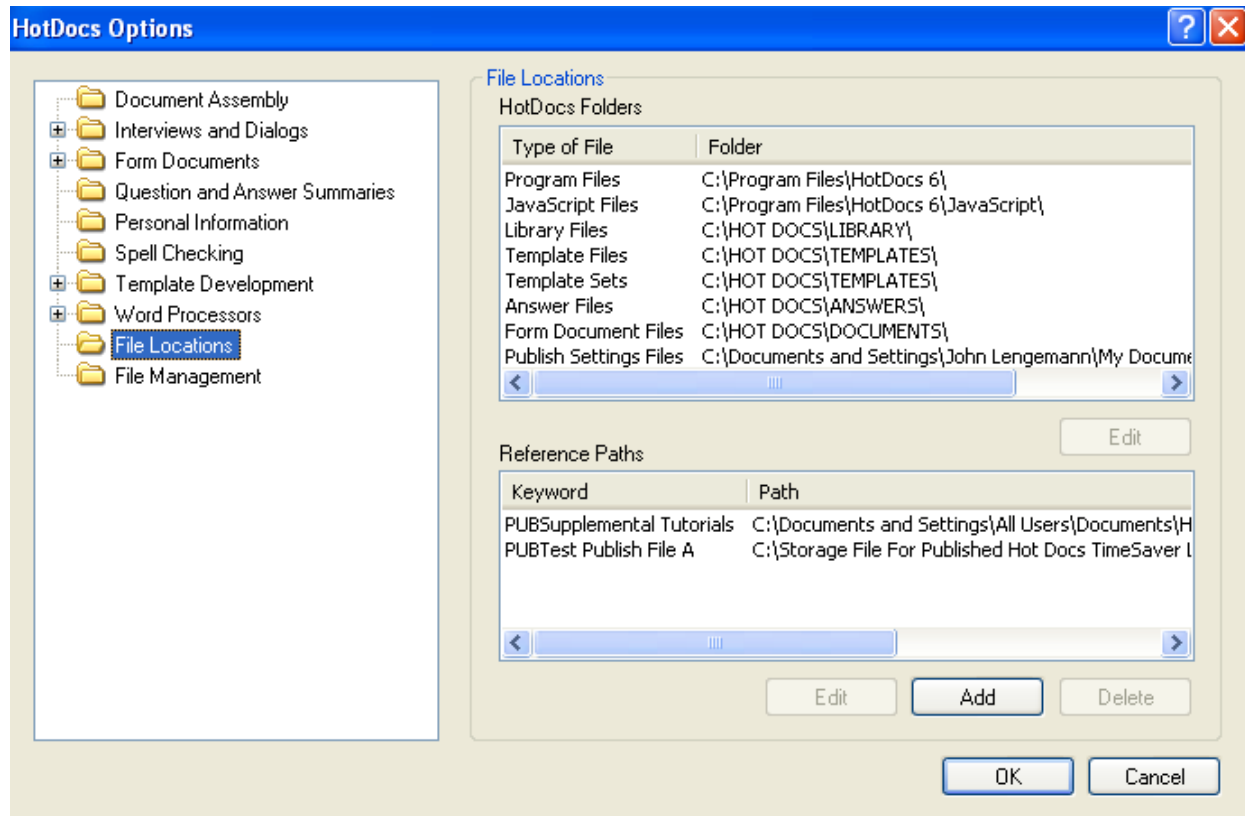 HotDocs Options
Document Assembly
Interviews and Dialogs
Form Documents
Question and Answer Summaries
Personal Information
Spell Checking
Template Development
Word Processors
File Locations
File Management
File Locations
HotDocs Folders
Type of File Folder
Program Files C:\Program Files\HotDocs 6\
JavaScript Files C:\Program Files\HotDocs 6\JavaScript\
Library Files C:\HOT DOCS\LIBRARY\
Template Files C:\HOT DOCS\TEMPLATES\
Template Sets C:\HOT DOCS\TEMPLATES\
Answer Files C:\HOT DOCS\ANSWERS\
Form Document Files C:\HOT DOCS\DOCUMENTS\
Publish Settings Files C:\Documents and Settings\John Lengemann\My Docume
Edit
Reference Paths
Keyword Path
PUBSupplemental Tutorials C:\Documents and Settings\All Users\Documents\H
PUBTest Publish File A C:\Storage File For Published Hot Docs TimeSaver L
Edit Add Delete
OK Cancel